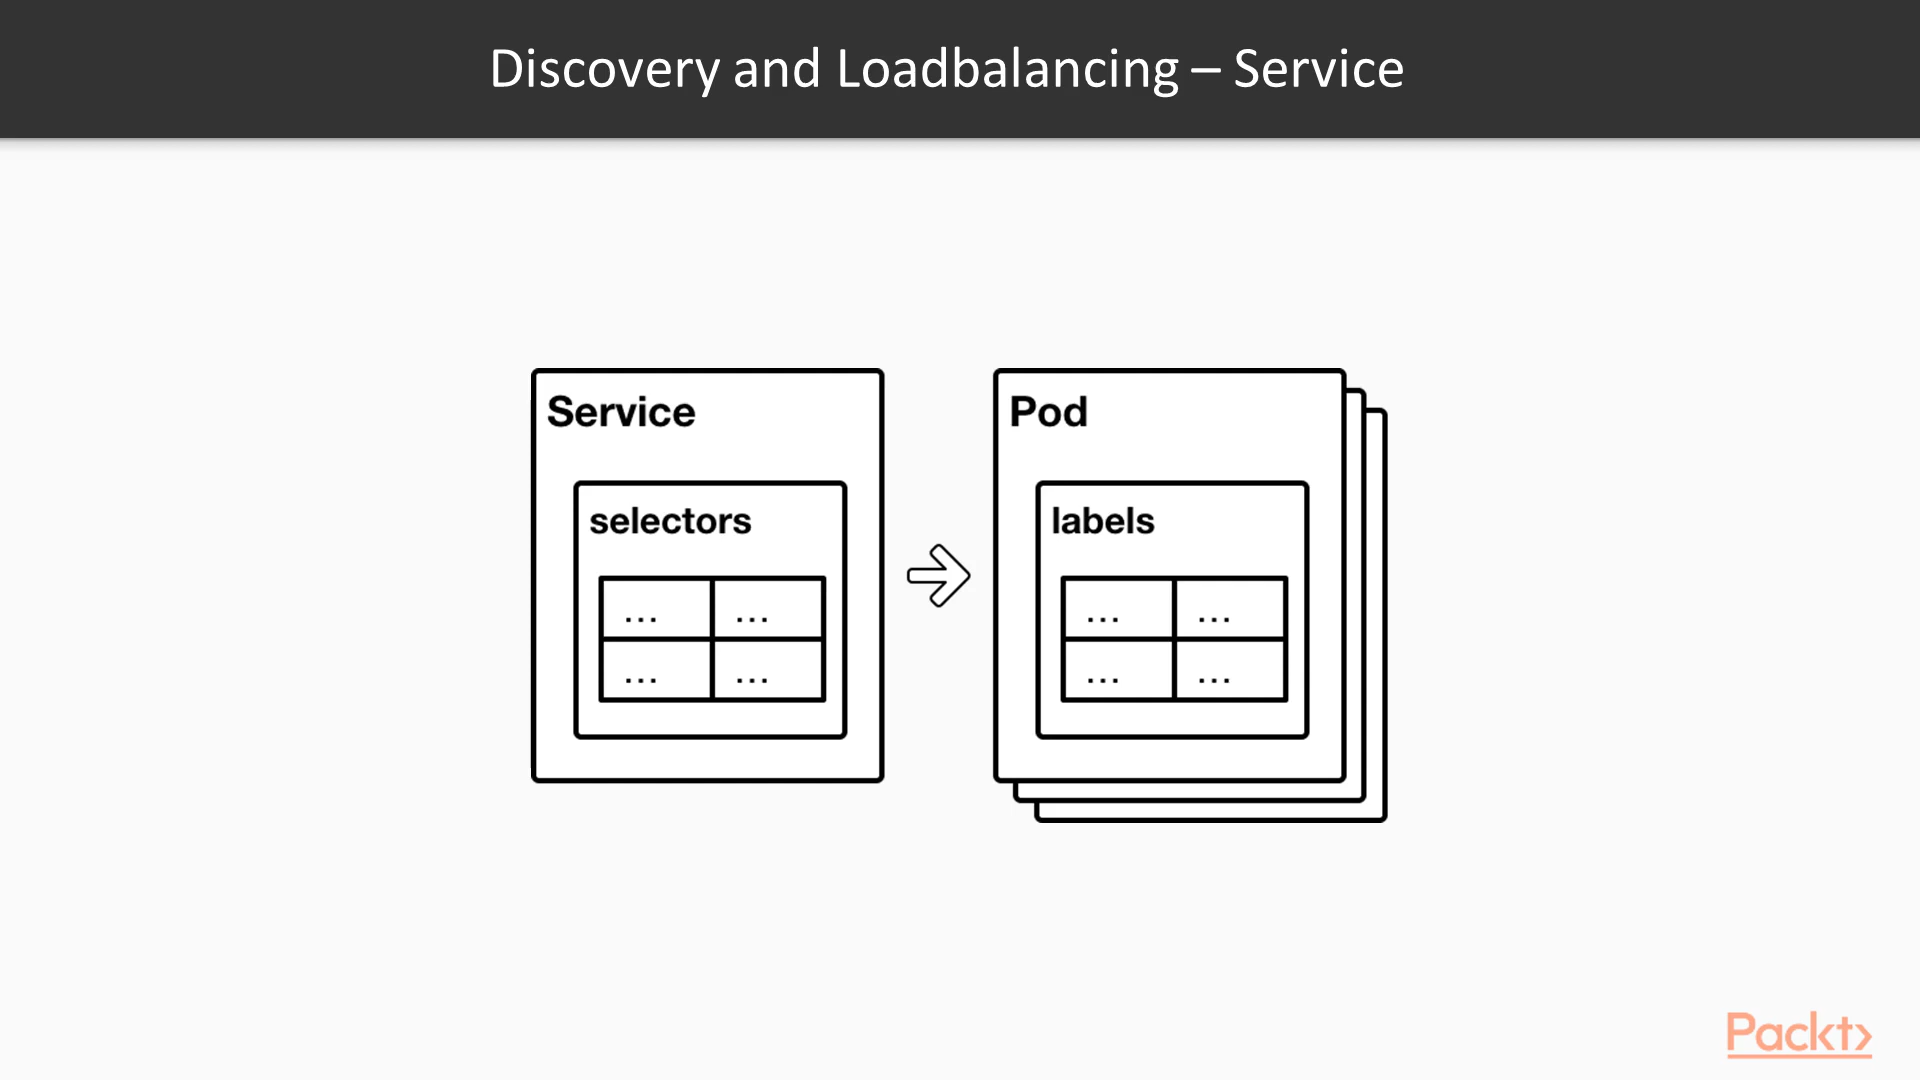 Discovery and Loadbalancing – Service
Service
selectors
... ...
... ...
Pod
labels
... ...
... ...
Packt